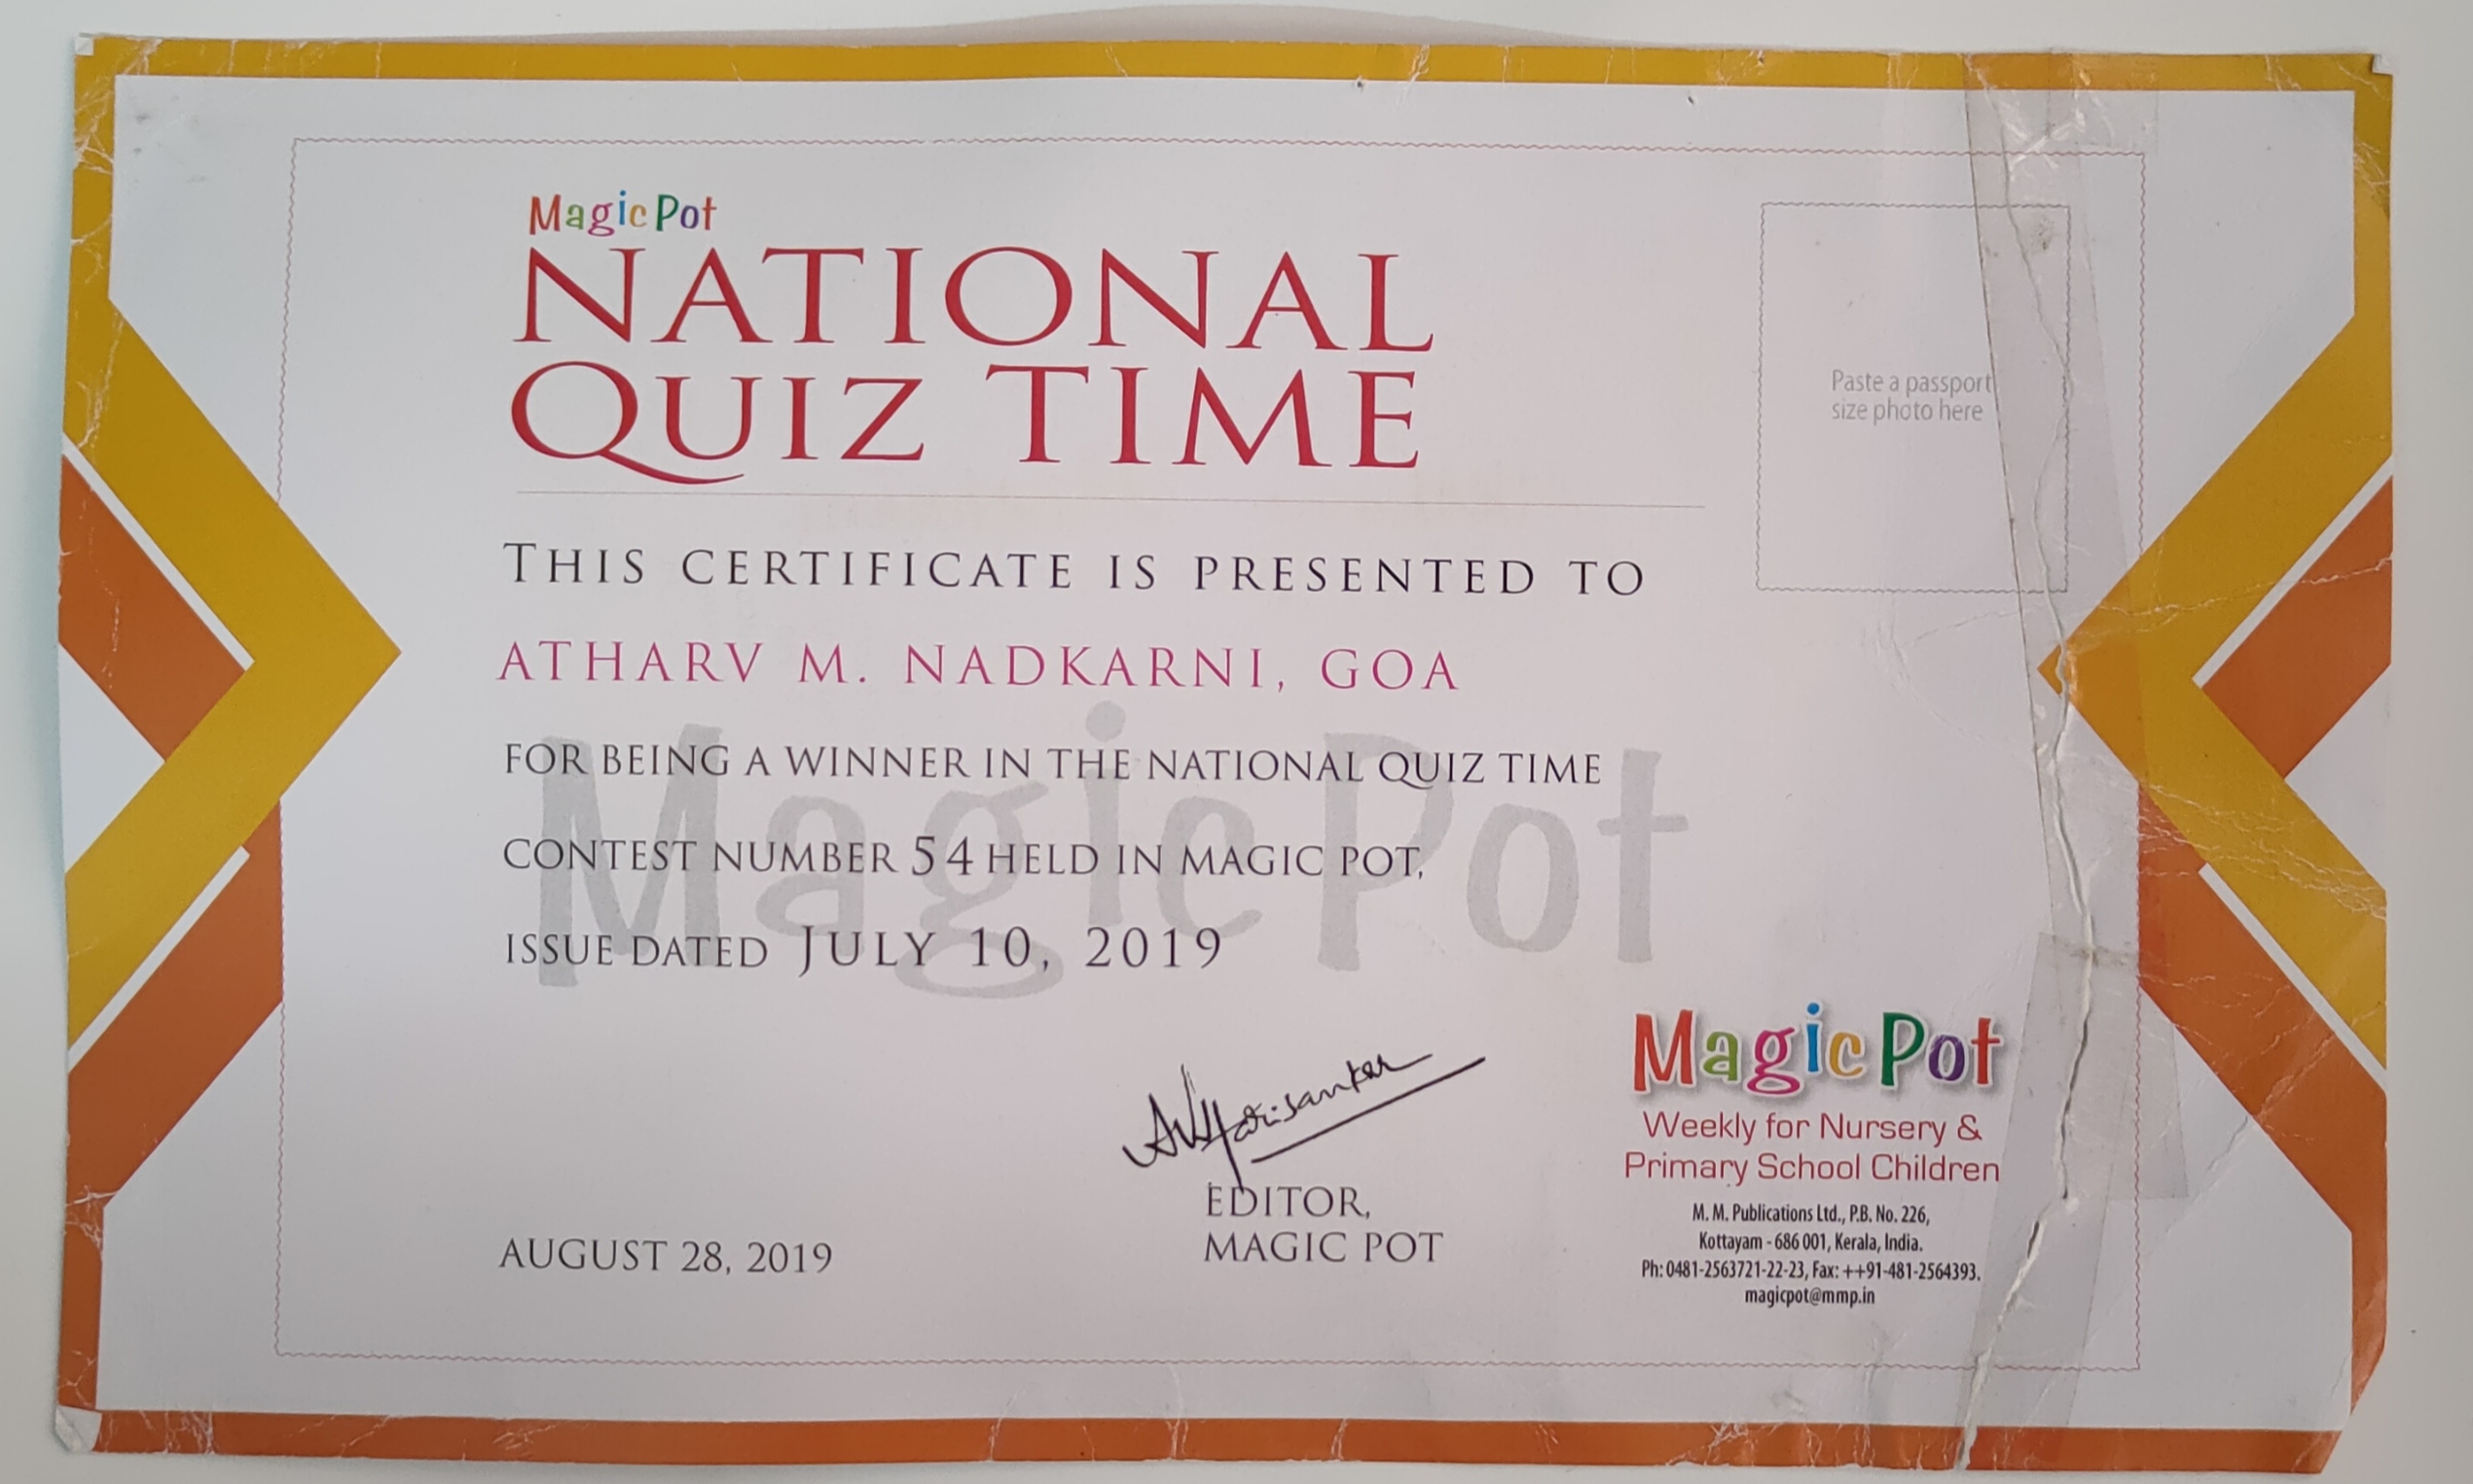 Magic Pot
NATIONAL
QUIZ TIME
Paste a passport
size photo here
THIS CERTIFICATE IS PRESENTED TO
ATHARV M. NADKARNI, GOA
FOR BEING A WINNER IN THE NATIONAL QUIZ TIME
CONTEST NUMBER 54 HELD IN MAGIC POT,
ISSUE DATED JULY 10, 2019
Magic Pot
AUGUST 28, 2019
Harisanker
EDITOR,
MAGIC POT
Magic Pot
Weekly for Nursery &
Primary School Children
M. M. Publications Ltd., P.B. No. 226,
Kottayam - 686 001, Kerala, India.
Ph: 0481-2563721-22-23, Fax: ++91-481-2564393.
magicpot@mmp.in